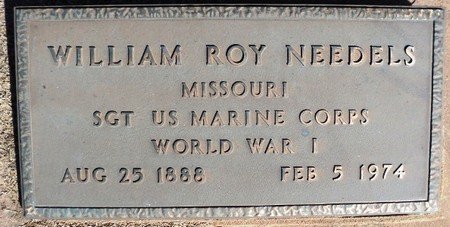 WILLIAM ROY NEEDELS
MISSOURI
SGT US MARINE CORPS
WORLD WAR I
AUG 25 1888 FEB 5 1974